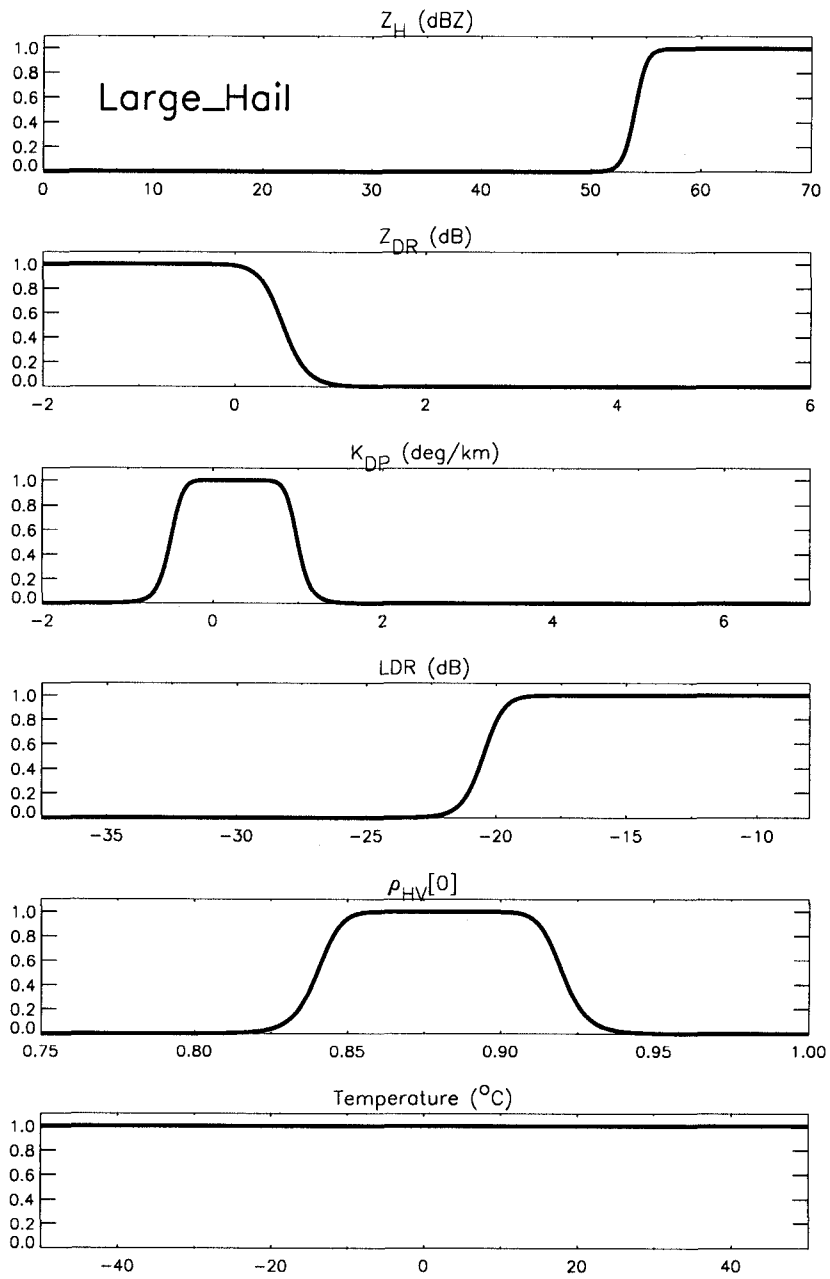 Z_H (dBZ)
1.0
0.8
0.6
0.4
0.2
0.0
Large_Hail
0 10 20 30 40 50 60 70
Z_DR (dB)
1.0
0.8
0.6
0.4
0.2
0.0
-2 0 2 4 6
K_DP (deg/km)
1.0
0.8
0.6
0.4
0.2
0.0
-2 0 2 4 6
LDR (dB)
1.0
0.8
0.6
0.4
0.2
0.0
-35 -30 -25 -20 -15 -10
ρ_HV[0]
1.0
0.8
0.6
0.4
0.2
0.0
0.75 0.80 0.85 0.90 0.95 1.00
Temperature (°C)
1.0
0.8
0.6
0.4
0.2
0.0
-40 -20 0 20 40